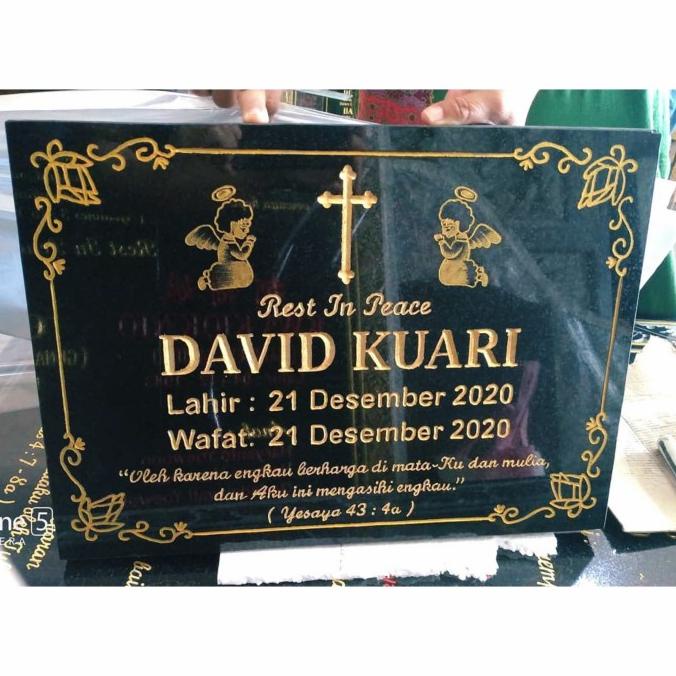 Rest In Peace
DAVID KUARI
Lahir : 21 Desember 2020
Wafat: 21 Desember 2020
“Oleh karena engkau berharga di mata-Ku dan mulia,
dan Aku ini mengasihi engkau.”
( Yesaya 43 : 4a )